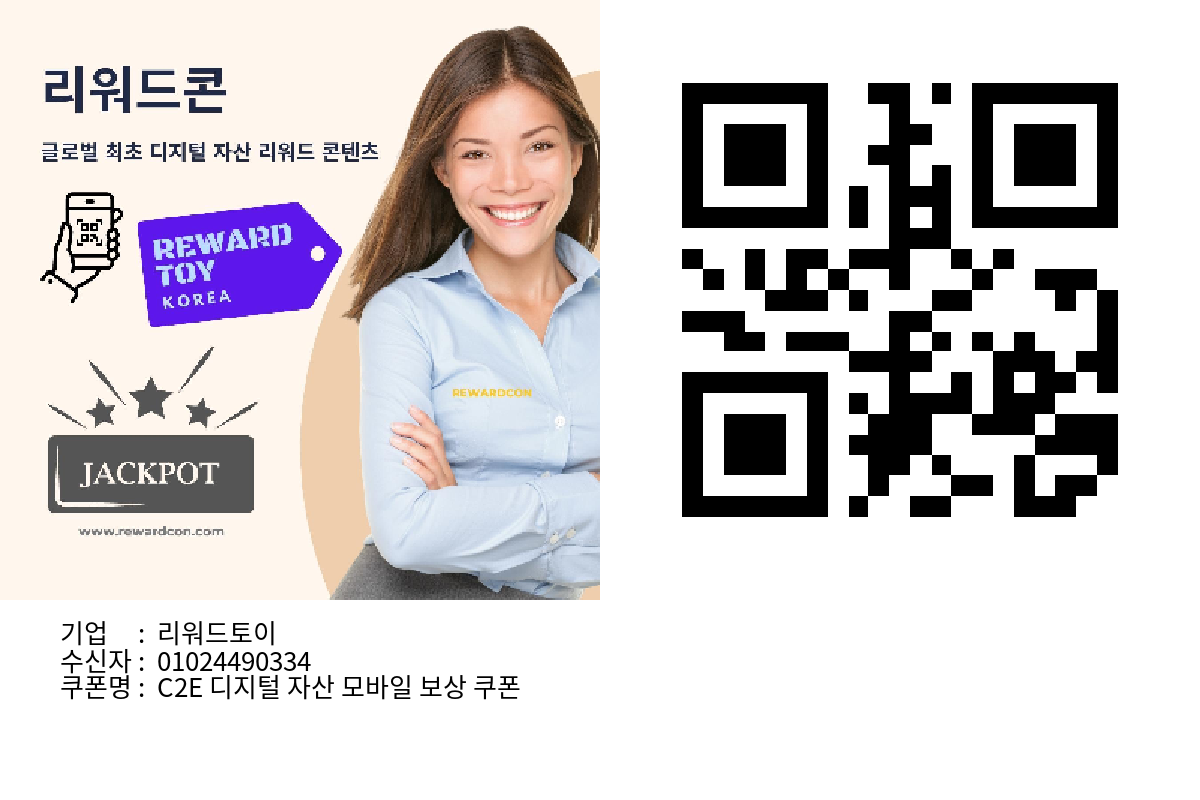 리워드콘
글로벌 최초 디지털 자산 리워드 콘텐츠
REWARD
TOY
KOREA
REWARDCON
JACKPOT
www.rewardcon.com
기업 : 리워드토이
수신자 : 01024490334
쿠폰명 : C2E 디지털 자산 모바일 보상 쿠폰